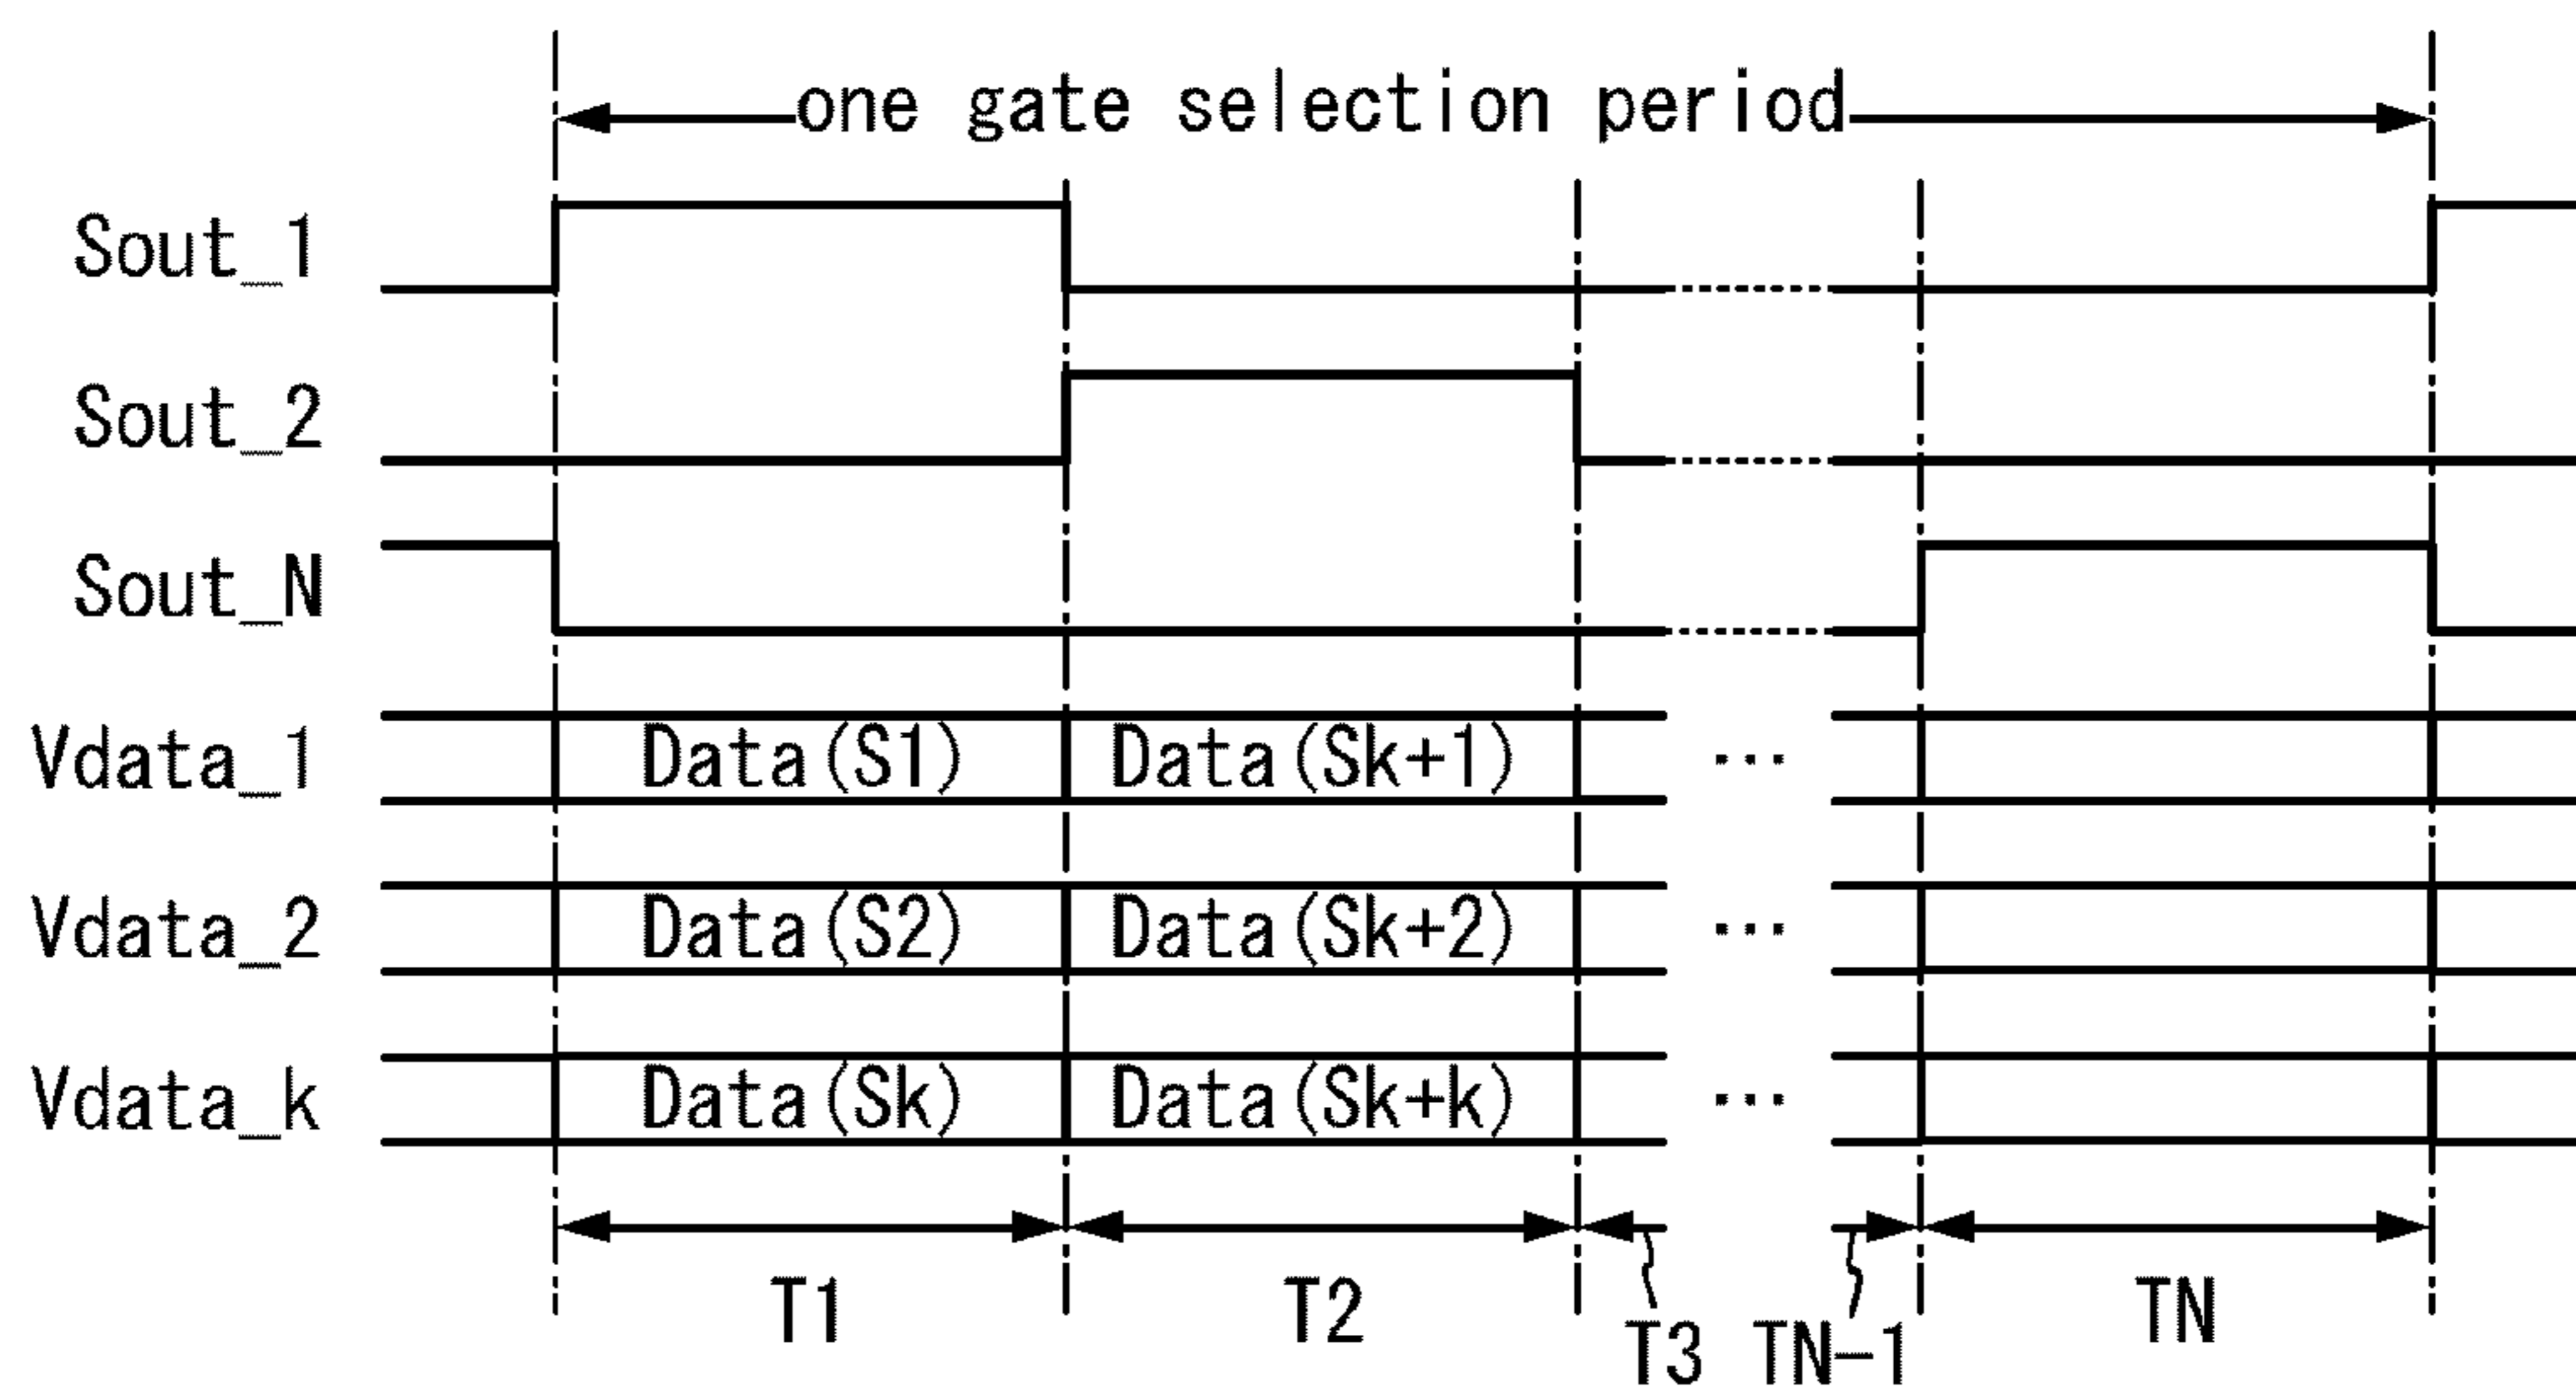 one gate selection period
Sout_1
Sout_2
Sout_N
Vdata_1 Data(S1) Data(Sk+1) ...
Vdata_2 Data(S2) Data(Sk+2) ...
Vdata_k Data(Sk) Data(Sk+k) ...
T1 T2 TN
T3 TN-1